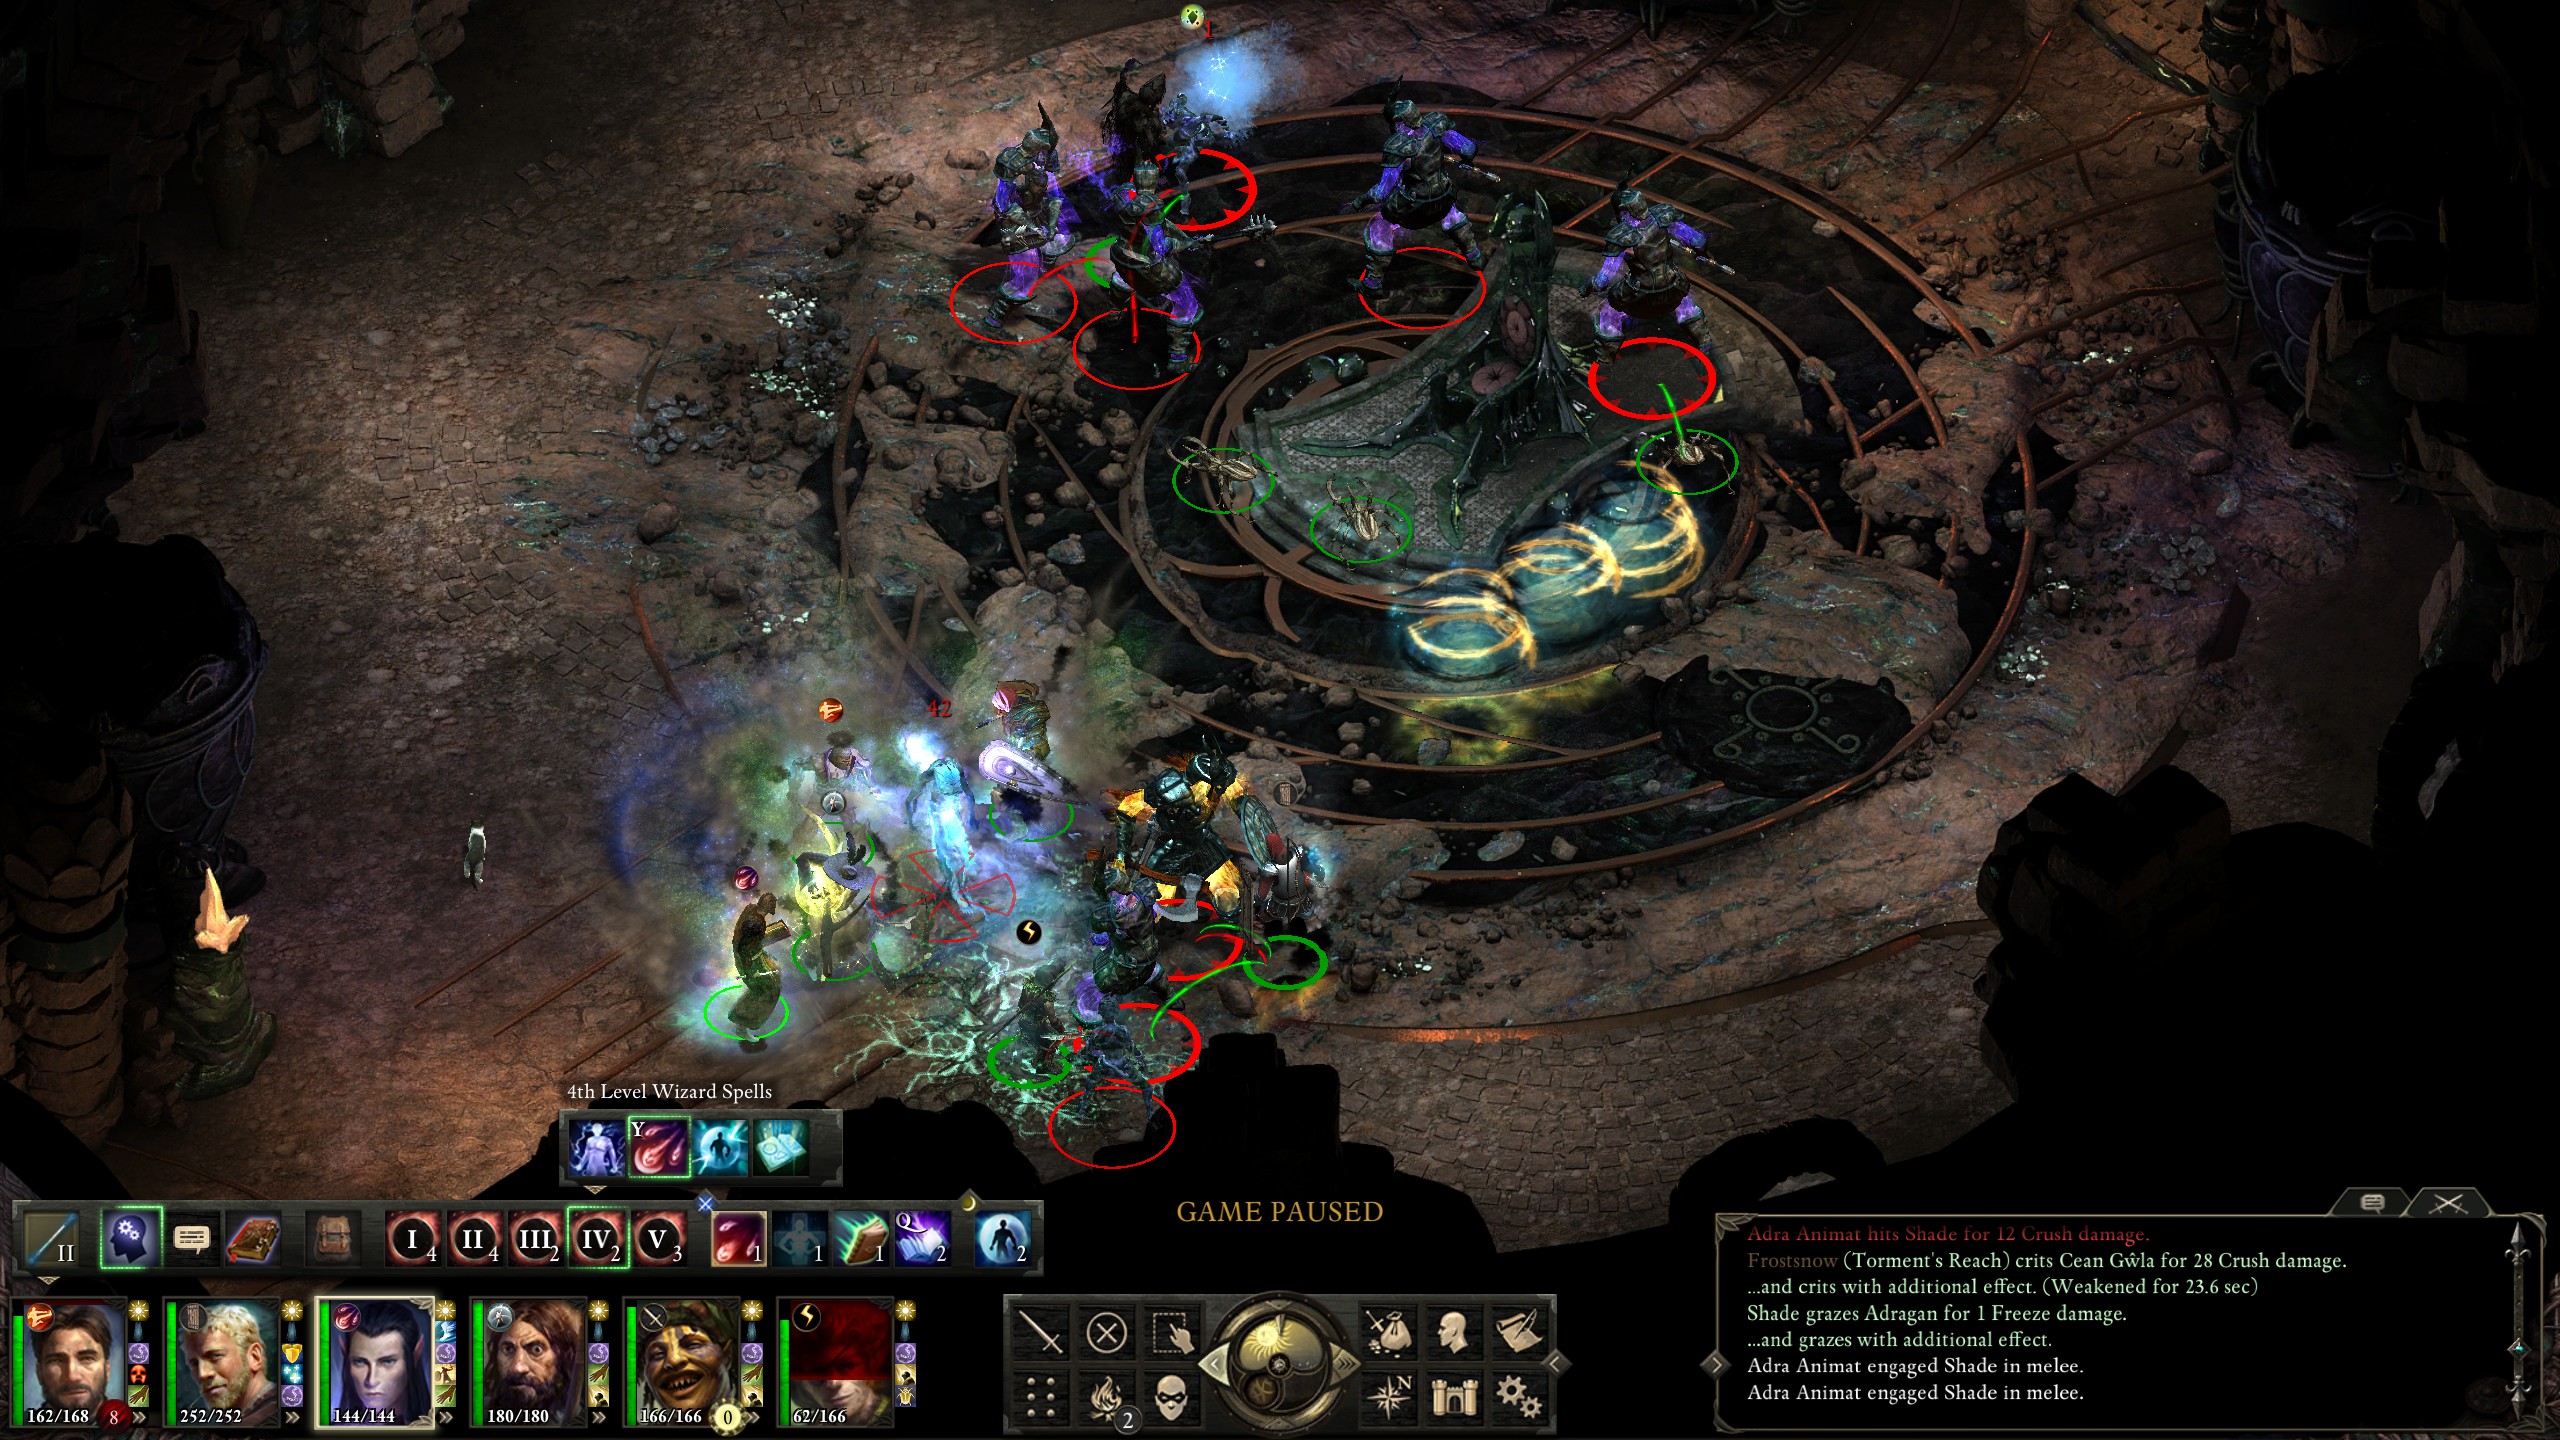 1
42
4th Level Wizard Spells
Y
GAME PAUSED
II
I 4
II 4
III 2
IV 2
V 3
1
1
1
Q 2
2
162/168 8
252/252
144/144
180/180
166/166 0
62/166
2
N
Adra Animat hits Shade for 12 Crush damage.
Frostsnow (Torment's Reach) crits Cean Gŵla for 28 Crush damage.
...and crits with additional effect. (Weakened for 23.6 sec)
Shade grazes Adragan for 1 Freeze damage.
...and grazes with additional effect.
Adra Animat engaged Shade in melee.
Adra Animat engaged Shade in melee.